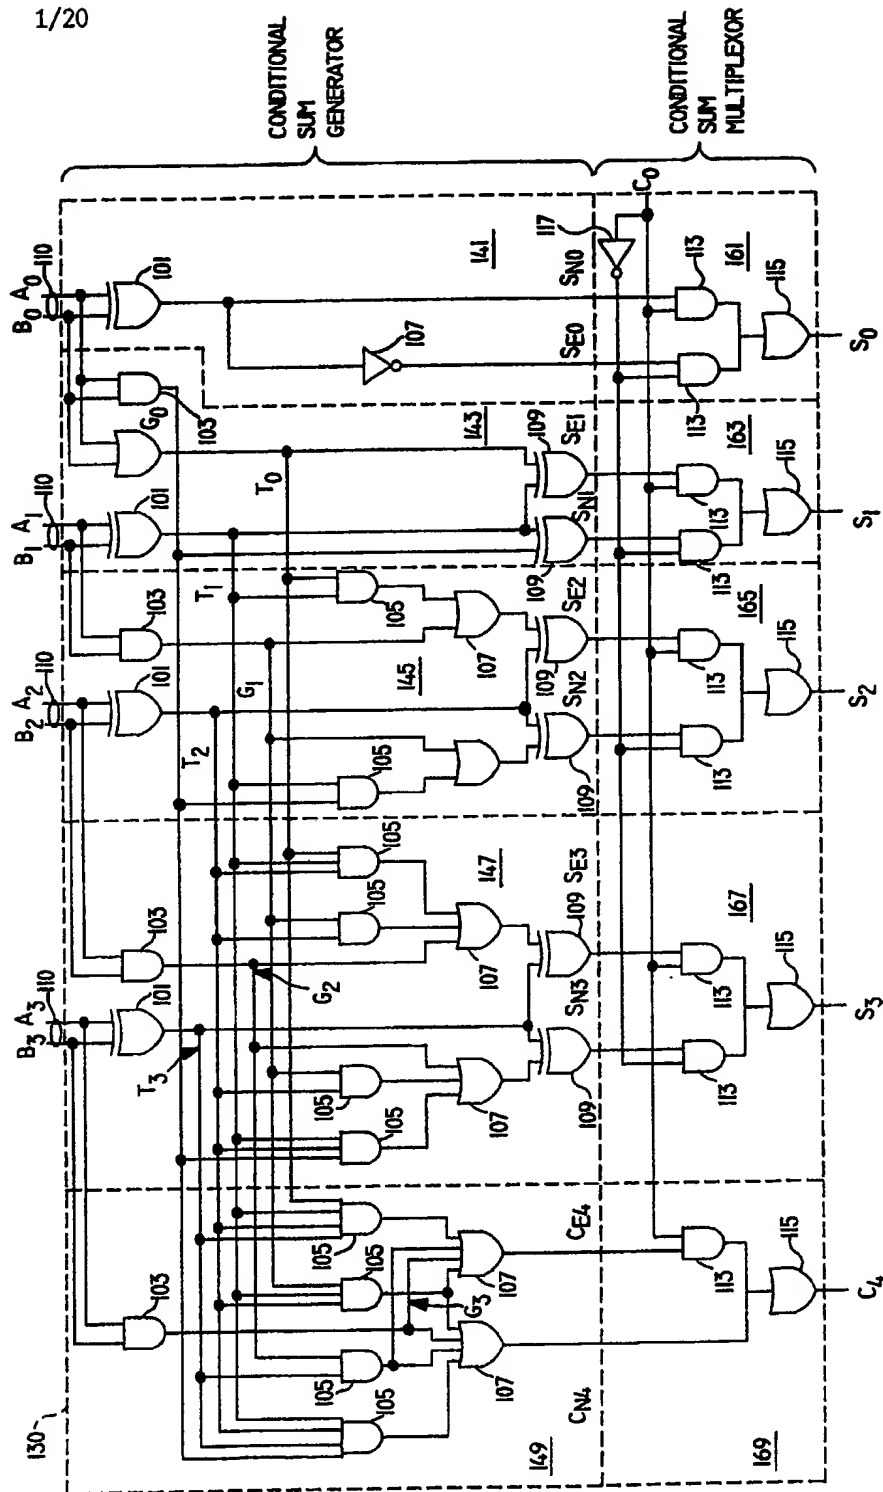 1/20
CONDITIONAL
SUM
GENERATOR
CONDITIONAL
SUM
MULTIPLEXOR
130
B3 A3
110
B2 A2
110
B1 A1
110
B0 A0
110
103
101
103
101
103
101
103
101
G0
T3
T2
T1
T0
G1
G2
G3
105
105
105
105
105
105
105
105
105
105
107
107
107
107
107
107
149
147
145
143
141
CN4
CE4
SN3
109
109
SE3
SN2
109
109
SE2
SN1
109
109
SE1
SE0
SN0
117
C0
113
113
113
113
113
113
113
113
113
169
167
165
163
161
115
115
115
115
115
C4
S3
S2
S1
S0